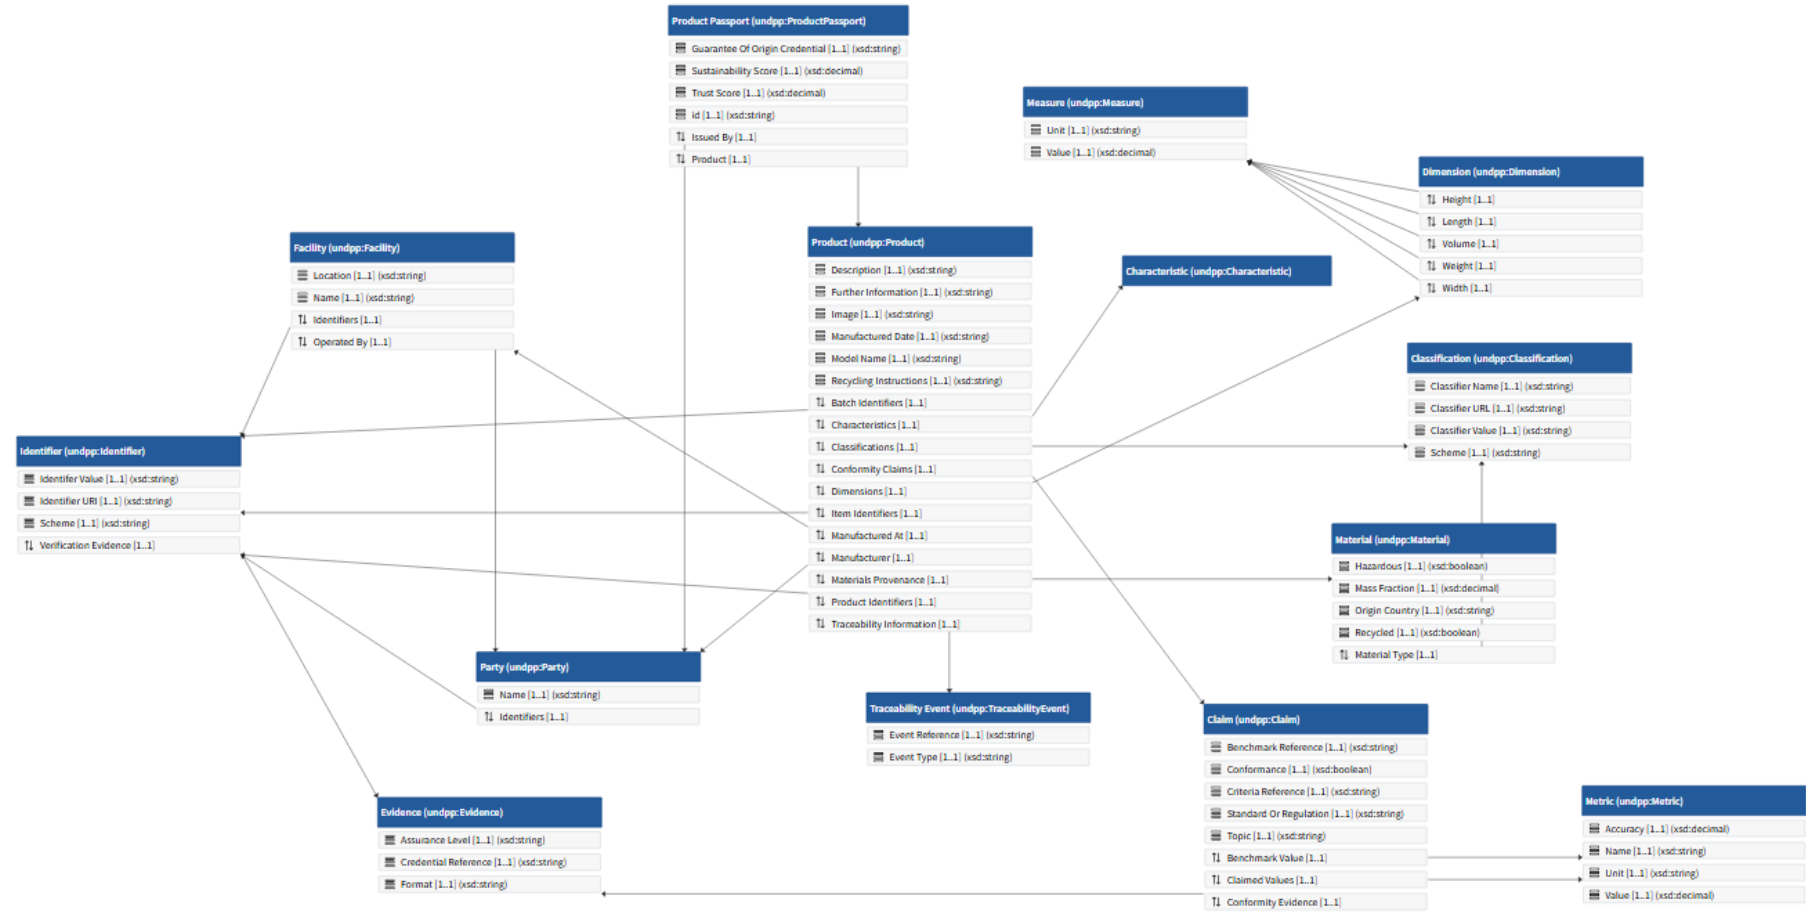 Product Passport (undpp:ProductPassport)
Guarantee Of Origin Credential [1..1] (xsd:string)
Sustainability Score [1..1] (xsd:decimal)
Trust Score [1..1] (xsd:decimal)
id [1..1] (xsd:string)
Issued By [1..1]
Product [1..1]
Measure (undpp:Measure)
Unit [1..1] (xsd:string)
Value [1..1] (xsd:decimal)
Dimension (undpp:Dimension)
Height [1..1]
Length [1..1]
Volume [1..1]
Weight [1..1]
Width [1..1]
Facility (undpp:Facility)
Location [1..1] (xsd:string)
Name [1..1] (xsd:string)
Identifiers [1..1]
Operated By [1..1]
Product (undpp:Product)
Description [1..1] (xsd:string)
Further Information [1..1] (xsd:string)
Image [1..1] (xsd:string)
Manufactured Date [1..1] (xsd:string)
Model Name [1..1] (xsd:string)
Recycling Instructions [1..1] (xsd:string)
Batch Identifiers [1..1]
Characteristics [1..1]
Classifications [1..1]
Conformity Claims [1..1]
Dimensions [1..1]
Item Identifiers [1..1]
Manufactured At [1..1]
Manufacturer [1..1]
Materials Provenance [1..1]
Product Identifiers [1..1]
Traceability Information [1..1]
Characteristic (undpp:Characteristic)
Classification (undpp:Classification)
Classifier Name [1..1] (xsd:string)
Classifier URL [1..1] (xsd:string)
Classifier Value [1..1] (xsd:string)
Scheme [1..1] (xsd:string)
Identifier (undpp:Identifier)
Identifer Value [1..1] (xsd:string)
Identifier URI [1..1] (xsd:string)
Scheme [1..1] (xsd:string)
Verification Evidence [1..1]
Material (undpp:Material)
Hazardous [1..1] (xsd:boolean)
Mass Fraction [1..1] (xsd:decimal)
Origin Country [1..1] (xsd:string)
Recycled [1..1] (xsd:boolean)
Material Type [1..1]
Party (undpp:Party)
Name [1..1] (xsd:string)
Identifiers [1..1]
Traceability Event (undpp:TraceabilityEvent)
Event Reference [1..1] (xsd:string)
Event Type [1..1] (xsd:string)
Claim (undpp:Claim)
Benchmark Reference [1..1] (xsd:string)
Conformance [1..1] (xsd:boolean)
Criteria Reference [1..1] (xsd:string)
Standard Or Regulation [1..1] (xsd:string)
Topic [1..1] (xsd:string)
Benchmark Value [1..1]
Claimed Values [1..1]
Conformity Evidence [1..1]
Evidence (undpp:Evidence)
Assurance Level [1..1] (xsd:string)
Credential Reference [1..1] (xsd:string)
Format [1..1] (xsd:string)
Metric (undpp:Metric)
Accuracy [1..1] (xsd:decimal)
Name [1..1] (xsd:string)
Unit [1..1] (xsd:string)
Value [1..1] (xsd:decimal)